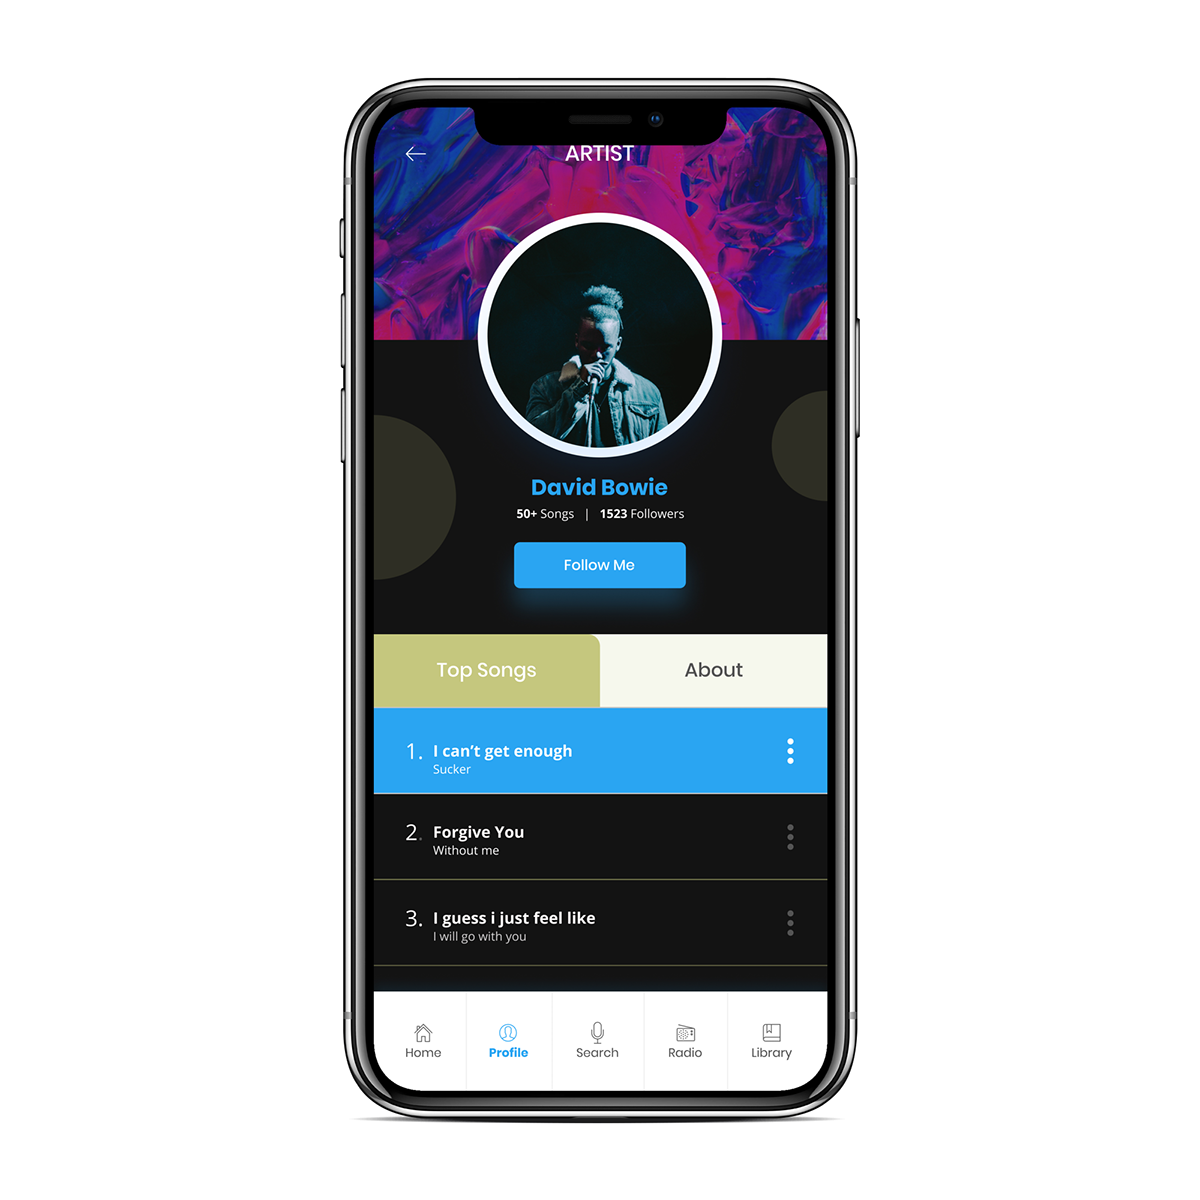 ARTIST
David Bowie
50+ Songs | 1523 Followers
Follow Me
Top Songs About
1. I can't get enough
Sucker
2. Forgive You
Without me
3. I guess i just feel like
I will go with you
Home Profile Search Radio Library